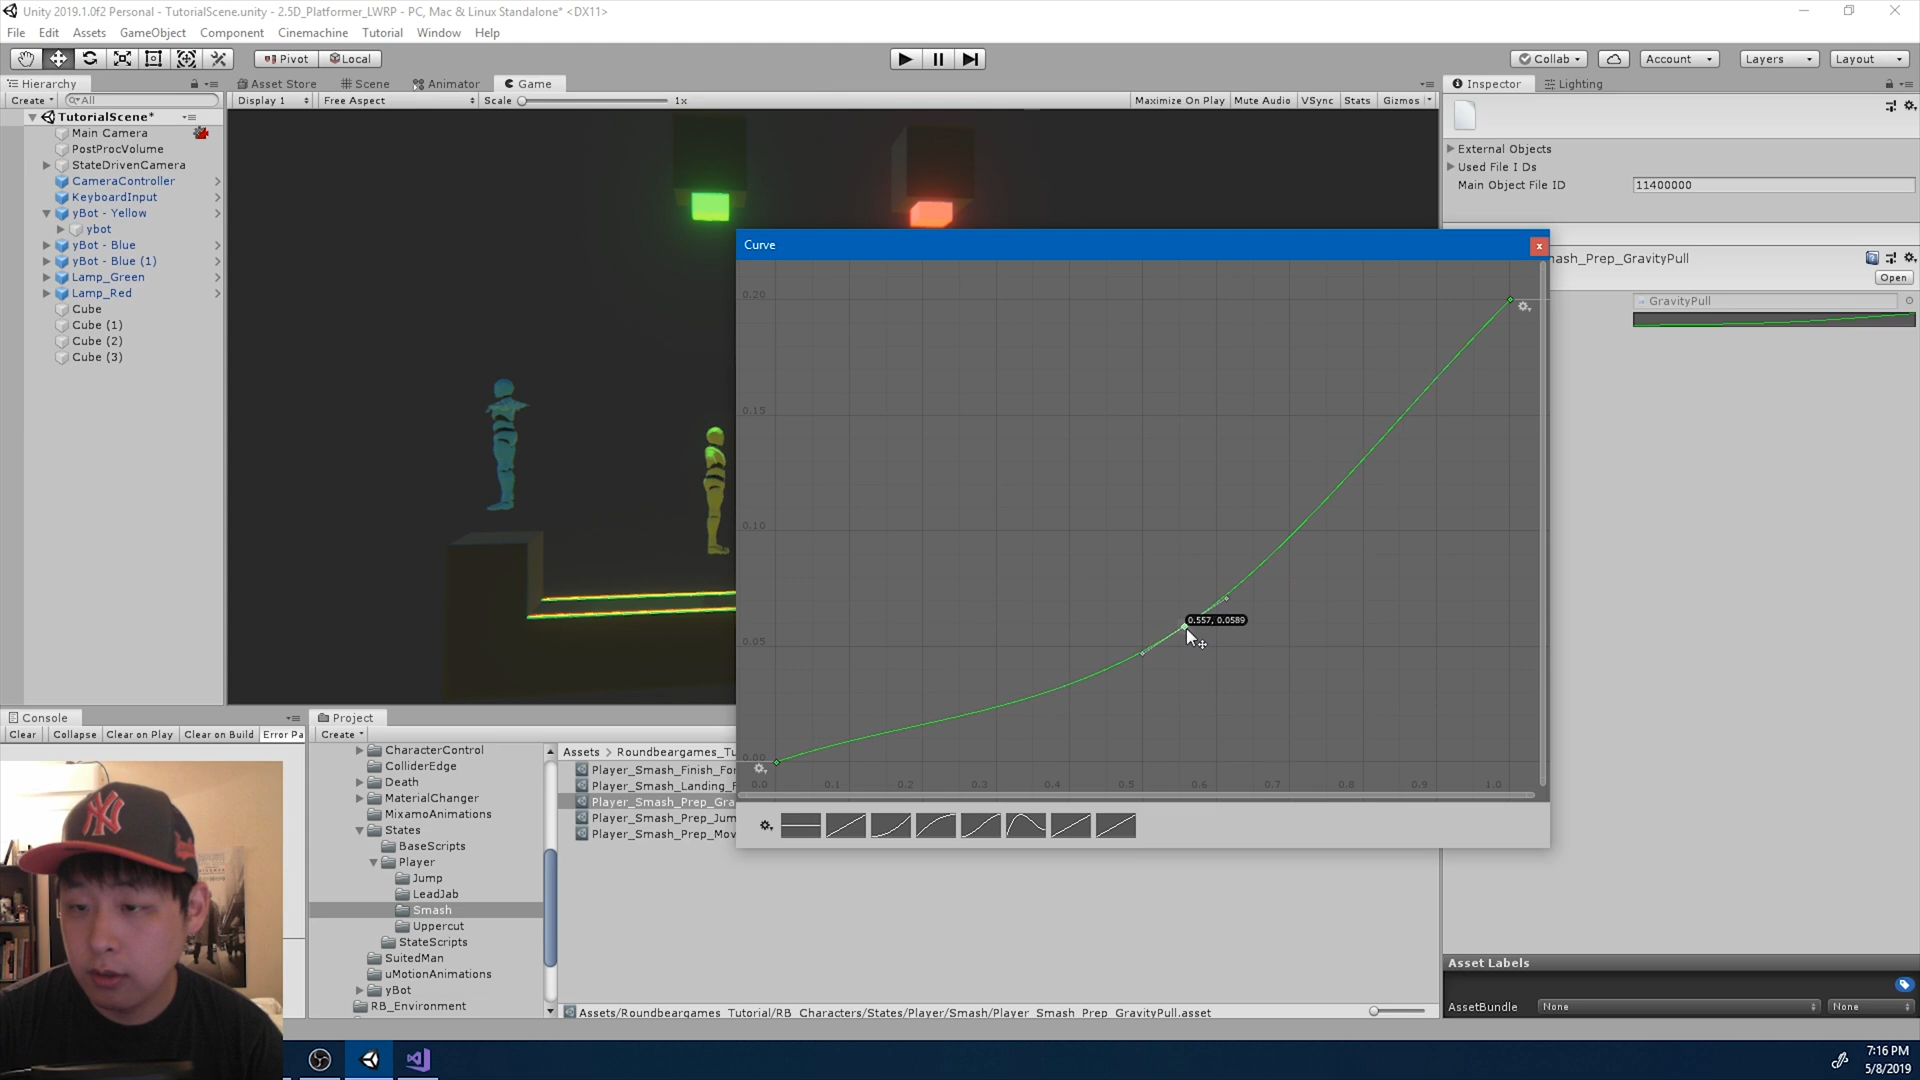 Unity 2019.1.0f2 Personal - TutorialScene.unity - 2.5D_Platformer_LWRP - PC, Mac & Linux Standalone* <DX11>
File Edit Assets GameObject Component Cinemachine Tutorial Window Help
Pivot Local Collab Account Layers Layout
Hierarchy
Create All
TutorialScene*
Main Camera
PostProcVolume
StateDrivenCamera
CameraController
KeyboardInput
yBot - Yellow
ybot
yBot - Blue
yBot - Blue (1)
Lamp_Green
Lamp_Red
Cube
Cube (1)
Cube (2)
Cube (3)
Asset Store Scene Animator Game
Display 1 Free Aspect Scale 1x Maximize On Play Mute Audio VSync Stats Gizmos
Curve
0.20
0.15
0.10
0.05
0.00
0.0 0.1 0.2 0.3 0.4 0.5 0.6 0.7 0.8 0.9 1.0
0.557, 0.0589
Inspector Lighting
External Objects
Used File I Ds
Main Object File ID 11400000
mash_Prep_GravityPull
Open
GravityPull
Console
Clear Collapse Clear on Play Clear on Build Error Pa
Project
Create
CharacterControl
ColliderEdge
Death
MaterialChanger
MixamoAnimations
States
BaseScripts
Player
Jump
LeadJab
Smash
Uppercut
StateScripts
SuitedMan
uMotionAnimations
yBot
RB_Environment
Assets > Roundbeargames_Tu
Player_Smash_Finish_For
Player_Smash_Landing_F
Player_Smash_Prep_Gra
Player_Smash_Prep_Jum
Player_Smash_Prep_Mov
Assets/Roundbeargames_Tutorial/RB_Characters/States/Player/Smash/Player_Smash_Prep_GravityPull.asset
Asset Labels
AssetBundle None None
7:16 PM
5/8/2019